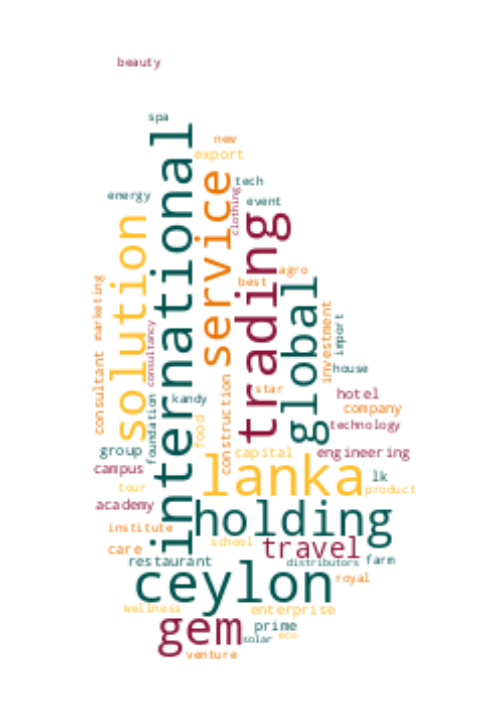 beauty
spa
international
new
export
service
tech
clothing
energy
event
solution
trading
agro
best
global
consultant
marketing
consultancy
investment
import
house
foundation
kandy
food
construction
star
hotel
company
technology
group
capital
engineering
campus
lanka
lk
tour
product
academy
holding
institute
school
travel
care
restaurant
distributors
farm
ceylon
royal
wellness
enterprise
gem
prime
solar
eco
venture